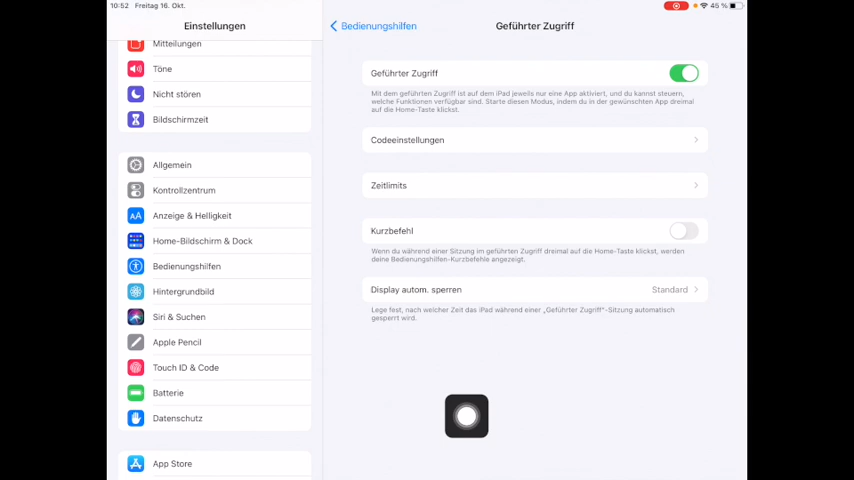 10:52 Freitag 16. Okt.
45 %
Einstellungen
Mitteilungen
Töne
Nicht stören
Bildschirmzeit
Allgemein
Kontrollzentrum
Anzeige & Helligkeit
Home-Bildschirm & Dock
Bedienungshilfen
Hintergrundbild
Siri & Suchen
Apple Pencil
Touch ID & Code
Batterie
Datenschutz
App Store
Bedienungshilfen
Geführter Zugriff
Geführter Zugriff
Mit dem geführten Zugriff ist auf dem iPad jeweils nur eine App aktiviert, und du kannst steuern,
welche Funktionen verfügbar sind. Starte diesen Modus, indem du in der gewünschten App dreimal
auf die Home-Taste klickst.
Codeeinstellungen
Zeitlimits
Kurzbefehl
Wenn du während einer Sitzung im geführten Zugriff dreimal auf die Home-Taste klickst, werden
deine Bedienungshilfen-Kurzbefehle angezeigt.
Display autom. sperren
Standard
Lege fest, nach welcher Zeit das iPad während einer „Geführter Zugriff“-Sitzung automatisch
gesperrt wird.